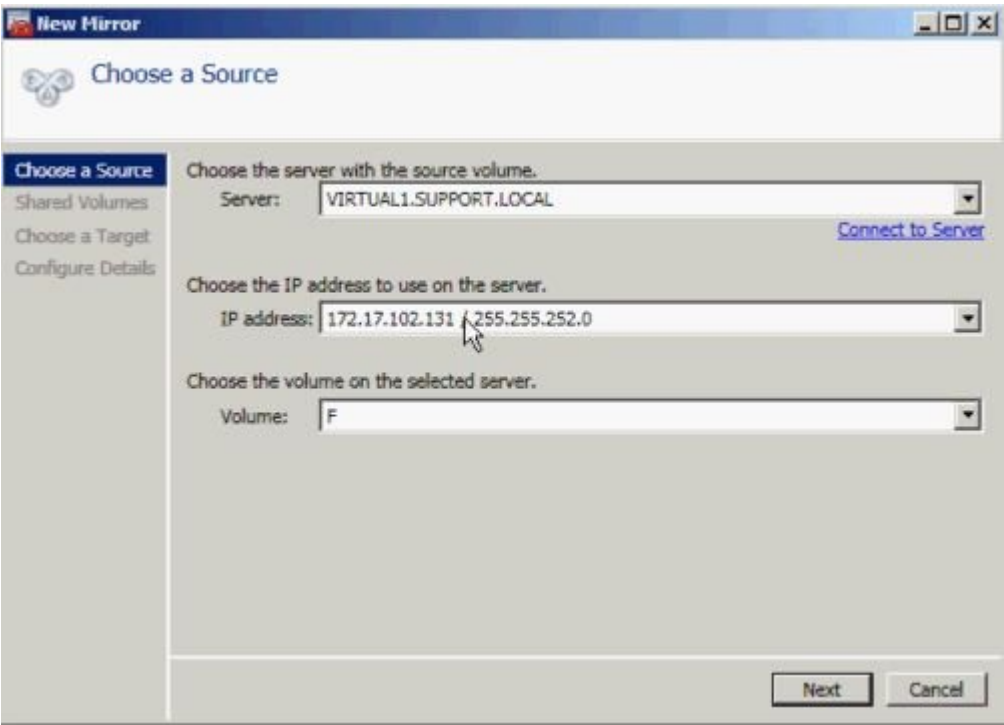 New Mirror
Choose a Source
Choose a Source
Shared Volumes
Choose a Target
Configure Details
Choose the server with the source volume.
Server: VIRTUAL1.SUPPORT.LOCAL
Connect to Server
Choose the IP address to use on the server.
IP address: 172.17.102.131 / 255.255.252.0
Choose the volume on the selected server.
Volume: F
Next Cancel